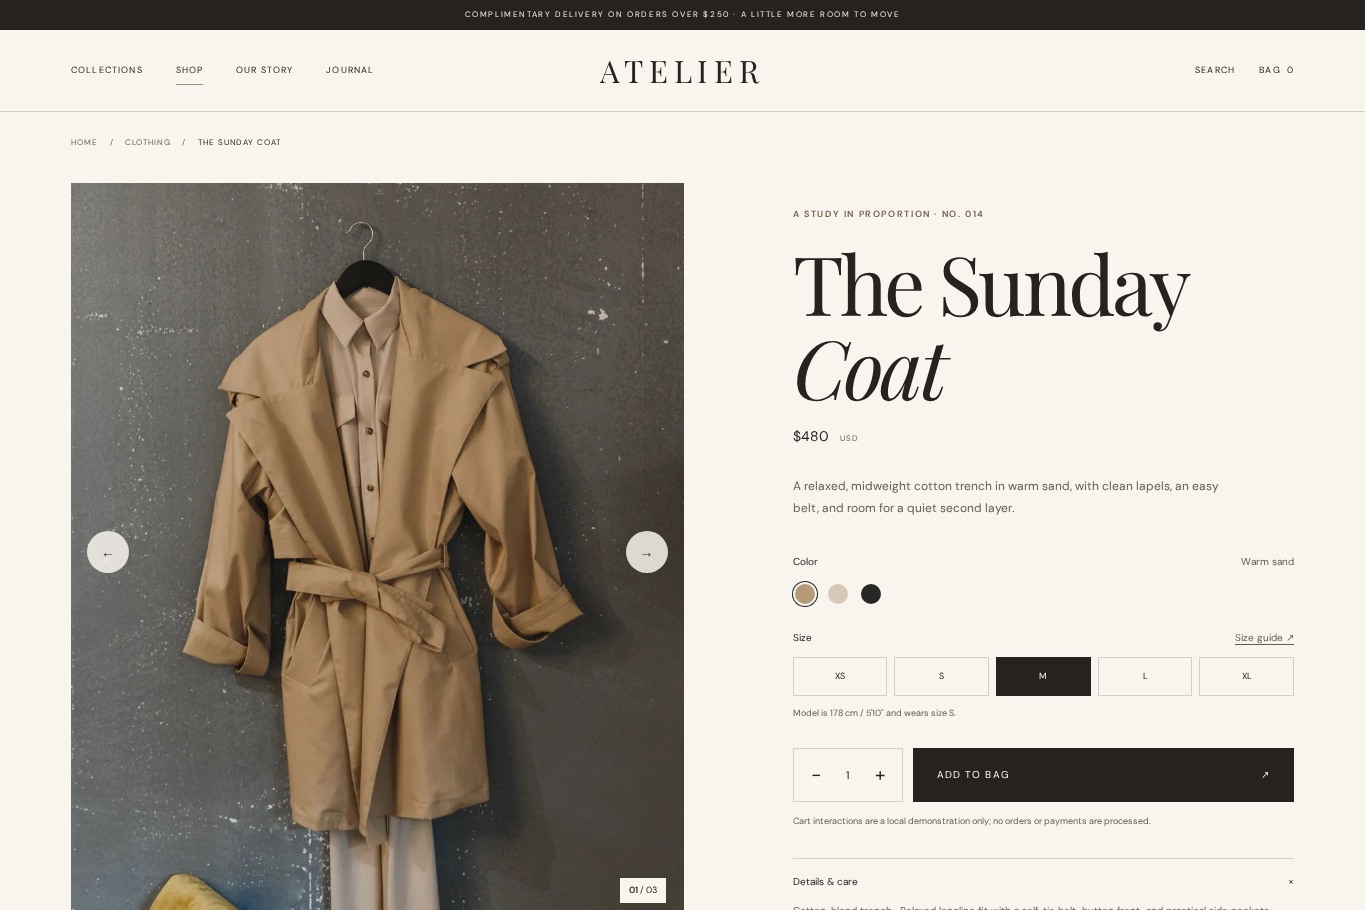 COMPLIMENTARY DELIVERY ON ORDERS OVER $250 · A LITTLE MORE ROOM TO MOVE
COLLECTIONS SHOP OUR STORY JOURNAL
ATELIER
SEARCH BAG 0
HOME / CLOTHING / THE SUNDAY COAT
A STUDY IN PROPORTION · NO. 014
The Sunday
Coat
$480 USD
A relaxed, midweight cotton trench in warm sand, with clean lapels, an easy
belt, and room for a quiet second layer.
Color Warm sand
Size Size guide ↗
XS S M L XL
Model is 178 cm / 5'10" and wears size S.
− 1 + ADD TO BAG ↗
Cart interactions are a local demonstration only; no orders or payments are processed.
← →
01 / 03
Details & care ×